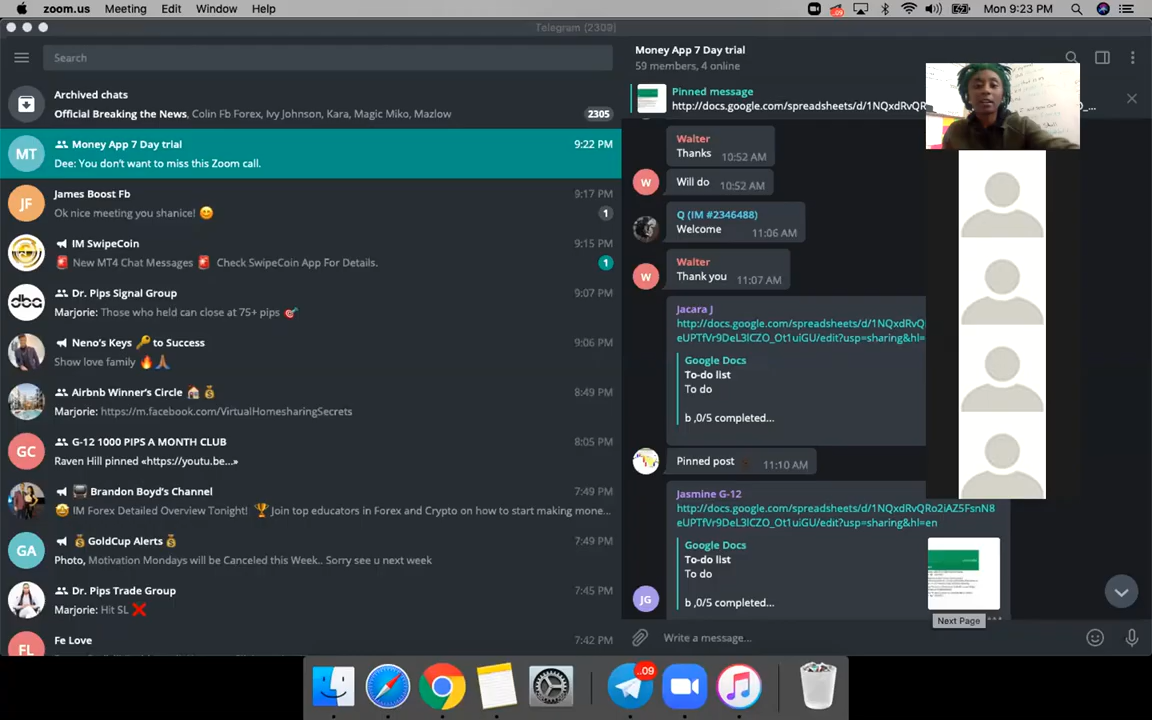 zoom.us Meeting Edit Window Help
Mon 9:23 PM
Telegram (2309)
Search
Archived chats
Official Breaking the News, Colin Fb Forex, Ivy Johnson, Kara, Magic Miko, Mazlow 2305
MT
Money App 7 Day trial 9:22 PM
Dee: You don't want to miss this Zoom call.
JF
James Boost Fb 9:17 PM
Ok nice meeting you shanice! 😊 1
IM SwipeCoin 9:15 PM
🚨 New MT4 Chat Messages 🚨 Check SwipeCoin App For Details. 1
dba
Dr. Pips Signal Group 9:07 PM
Marjorie: Those who held can close at 75+ pips 🎯
Neno's Keys 🔑 to Success 9:06 PM
Show love family 🔥🙏🏾
Airbnb Winner's Circle 🏠 💰 8:49 PM
Marjorie: https://m.facebook.com/VirtualHomesharingSecrets
GC
G-12 1000 PIPS A MONTH CLUB 8:05 PM
Raven Hill pinned «https://youtu.be...»
Brandon Boyd's Channel 7:49 PM
🤩 IM Forex Detailed Overview Tonight! 🏆Join top educators in Forex and Crypto on how to start making mone...
GA
💰GoldCup Alerts💰 7:49 PM
Photo, Motivation Mondays will be Canceled this Week.. Sorry see u next week
Dr. Pips Trade Group 7:45 PM
Marjorie: Hit SL ❌
FL
Fe Love 7:42 PM
Money App 7 Day trial
59 members, 4 online
Pinned message
http://docs.google.com/spreadsheets/d/1NQxdRvQR
Walter
Thanks 10:52 AM
W
Will do 10:52 AM
Q (IM #2346488)
Welcome 11:06 AM
Walter
W
Thank you 11:07 AM
Jacara J
http://docs.google.com/spreadsheets/d/1NQxdRvQ
eUPTfVr9DeL3lCZO_Ot1uiGU/edit?usp=sharing&hl=
Google Docs
To-do list
To do
b ,0/5 completed...
Pinned post 11:10 AM
Jasmine G-12
http://docs.google.com/spreadsheets/d/1NQxdRvQRo2iAZ5FsnN8
eUPTfVr9DeL3lCZO_Ot1uiGU/edit?usp=sharing&hl=en
Google Docs
To-do list
To do
b ,0/5 completed...
JG
Next Page
Write a message...
..09